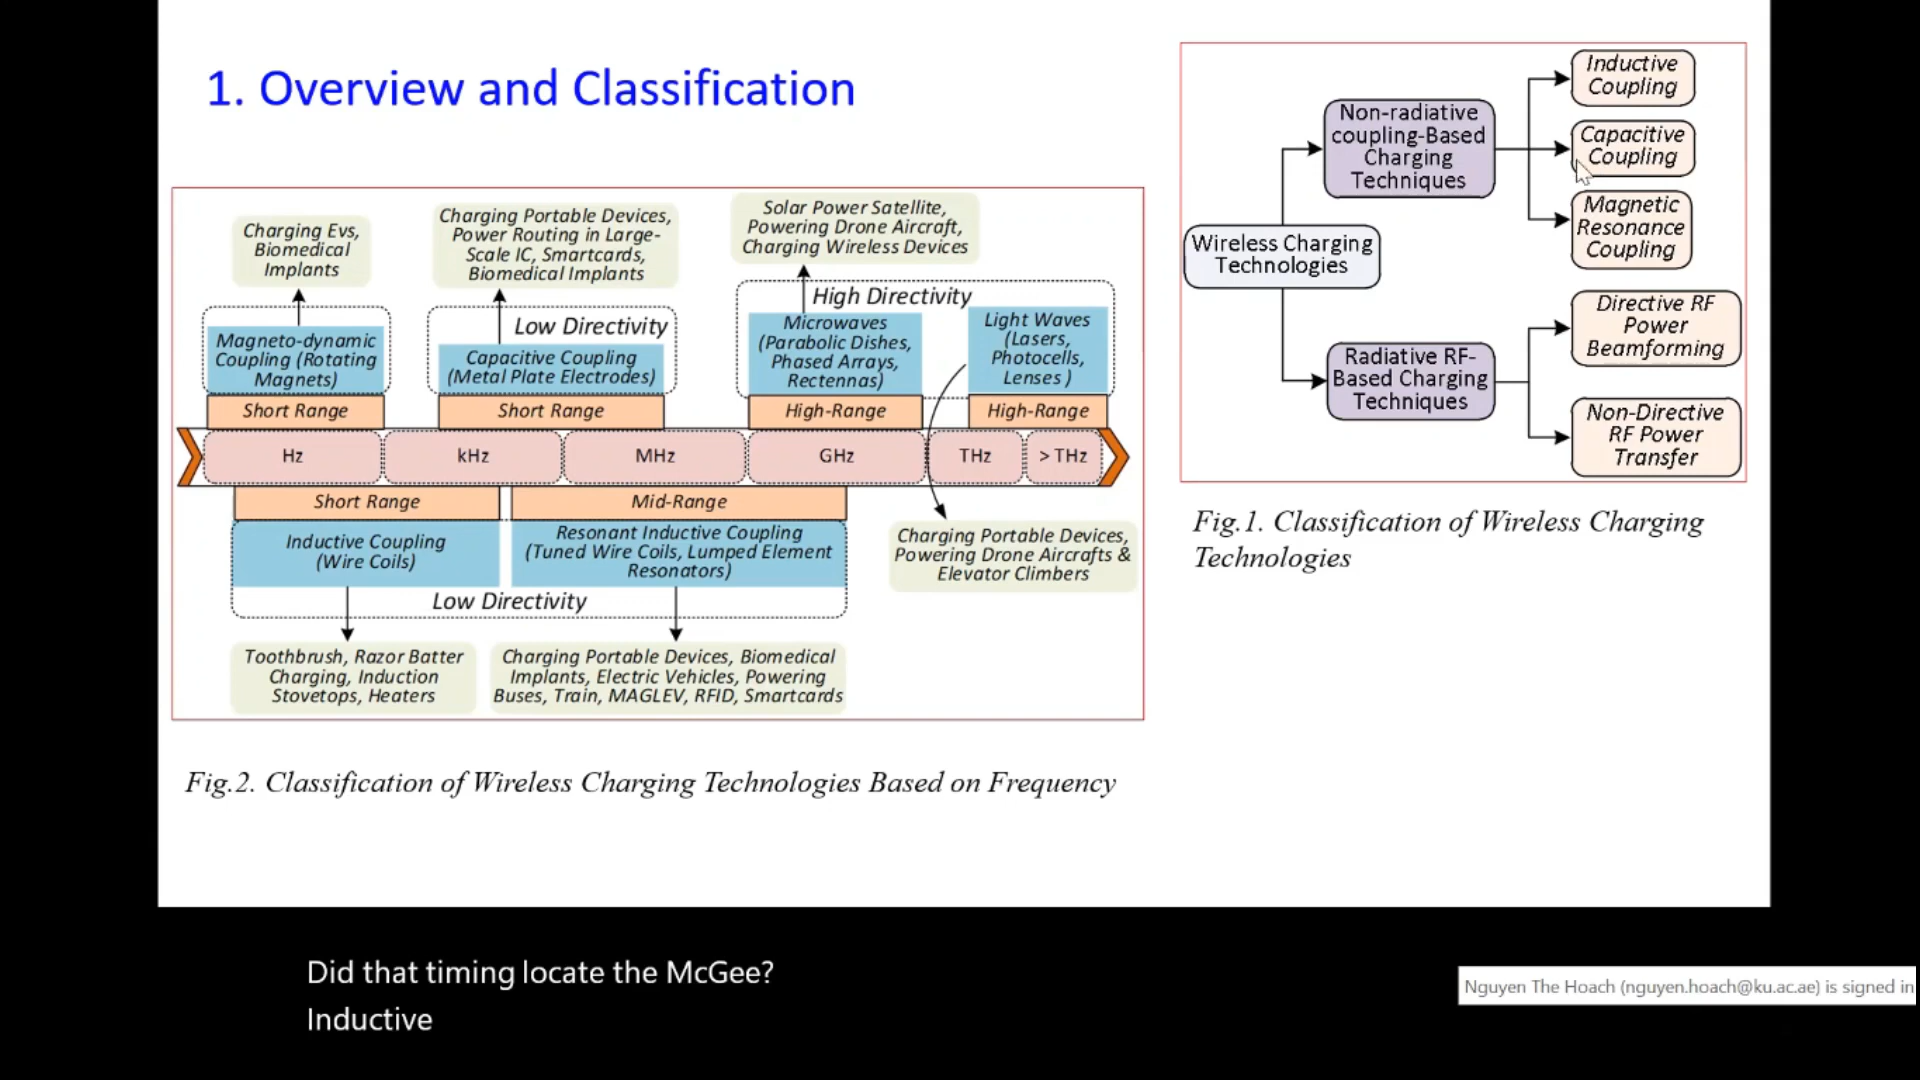 1. Overview and Classification
Charging Evs,
Biomedical
Implants
Charging Portable Devices,
Power Routing in Large-
Scale IC, Smartcards,
Biomedical Implants
Solar Power Satellite,
Powering Drone Aircraft,
Charging Wireless Devices
Magneto-dynamic
Coupling (Rotating
Magnets)
Low Directivity
Capacitive Coupling
(Metal Plate Electrodes)
High Directivity
Microwaves
(Parabolic Dishes,
Phased Arrays,
Rectennas)
Light Waves
(Lasers,
Photocells,
Lenses )
Short Range
Short Range
High-Range
High-Range
Hz
kHz
MHz
GHz
THz
> THz
Short Range
Mid-Range
Inductive Coupling
(Wire Coils)
Resonant Inductive Coupling
(Tuned Wire Coils, Lumped Element
Resonators)
Low Directivity
Charging Portable Devices,
Powering Drone Aircrafts &
Elevator Climbers
Toothbrush, Razor Batter
Charging, Induction
Stovetops, Heaters
Charging Portable Devices, Biomedical
Implants, Electric Vehicles, Powering
Buses, Train, MAGLEV, RFID, Smartcards
Fig.2. Classification of Wireless Charging Technologies Based on Frequency
Wireless Charging
Technologies
Non-radiative
coupling-Based
Charging
Techniques
Inductive
Coupling
Capacitive
Coupling
Magnetic
Resonance
Coupling
Radiative RF-
Based Charging
Techniques
Directive RF
Power
Beamforming
Non-Directive
RF Power
Transfer
Fig.1. Classification of Wireless Charging
Technologies
Did that timing locate the McGee?
Inductive
Nguyen The Hoach (nguyen.hoach@ku.ac.ae) is signed in